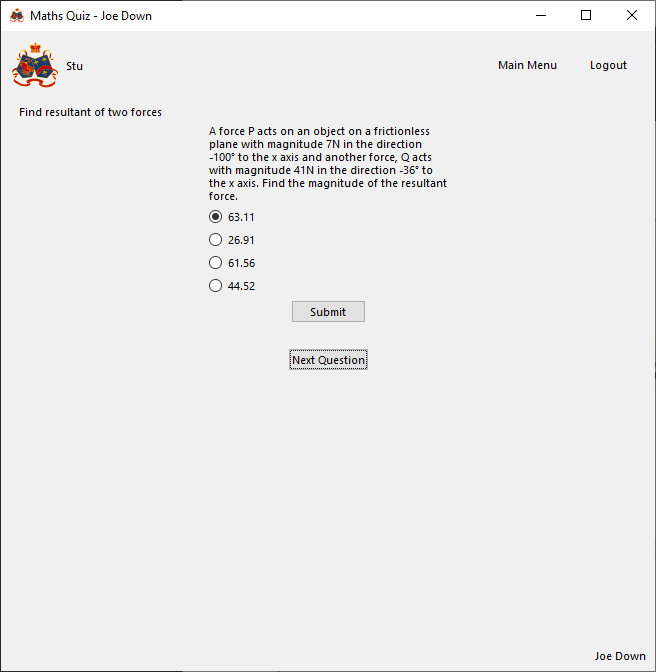 Maths Quiz - Joe Down
Stu
Main Menu
Logout
Find resultant of two forces
A force P acts on an object on a frictionless
plane with magnitude 7N in the direction
-100° to the x axis and another force, Q acts
with magnitude 41N in the direction -36° to
the x axis. Find the magnitude of the resultant
force.
63.11
26.91
61.56
44.52
Submit
Next Question
Joe Down